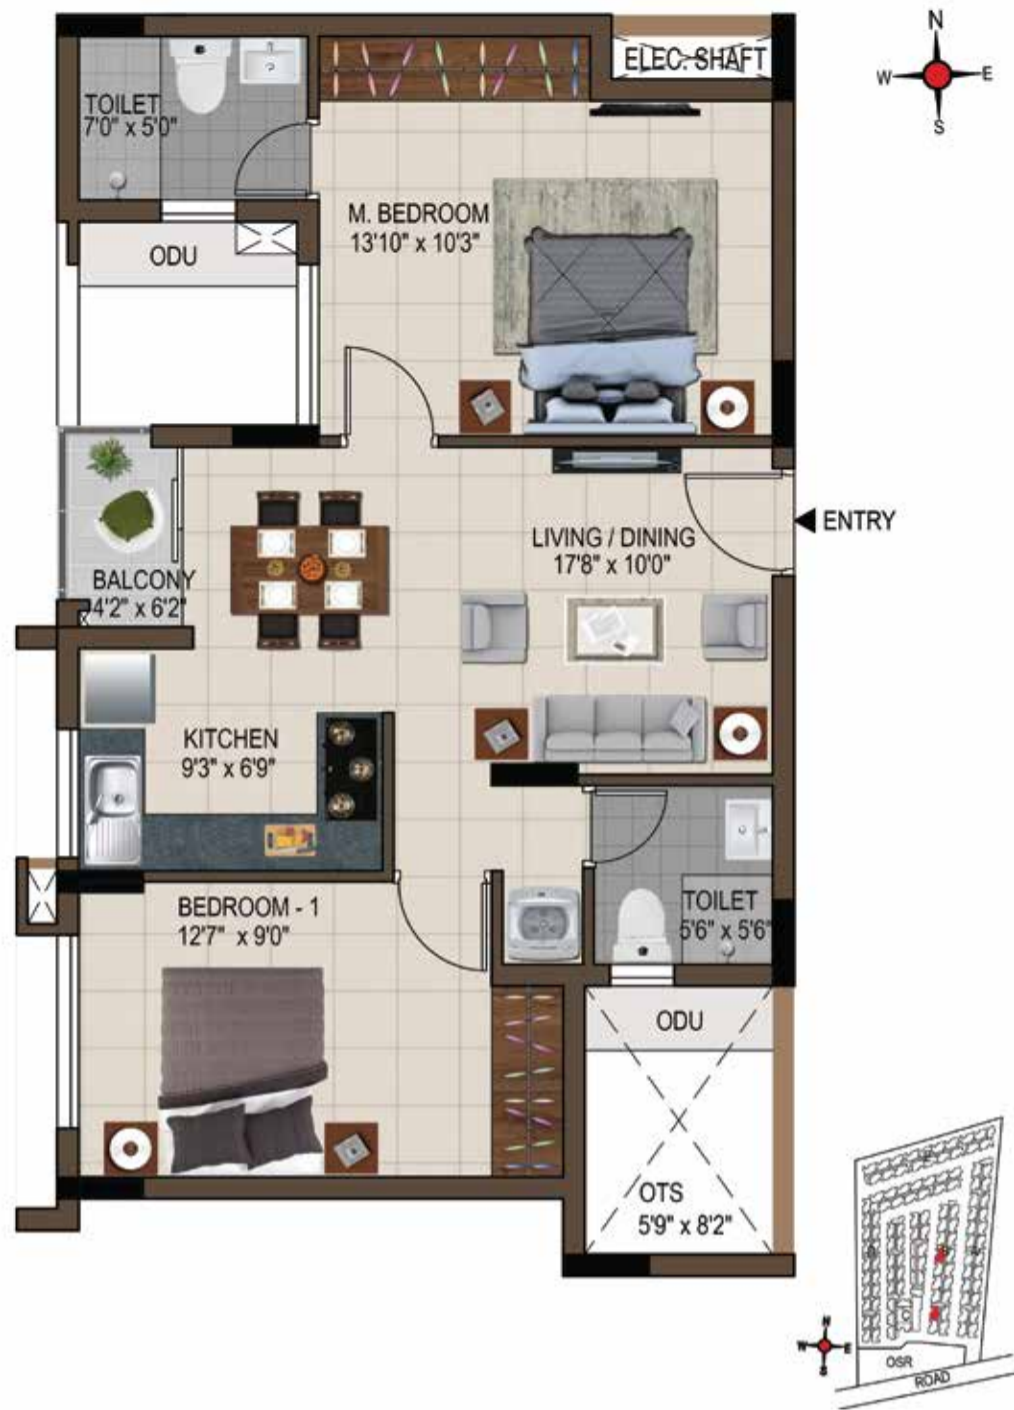 N
W E
S
ELEC. SHAFT
TOILET
7'0" x 5'0"
M. BEDROOM
13'10" x 10'3"
ODU
ENTRY
LIVING / DINING
17'8" x 10'0"
BALCONY
4'2" x 6'2"
KITCHEN
9'3" x 6'9"
BEDROOM - 1
12'7" x 9'0"
TOILET
5'6" x 5'6"
ODU
OTS
5'9" x 8'2"
N
W E
S
OSR
ROAD